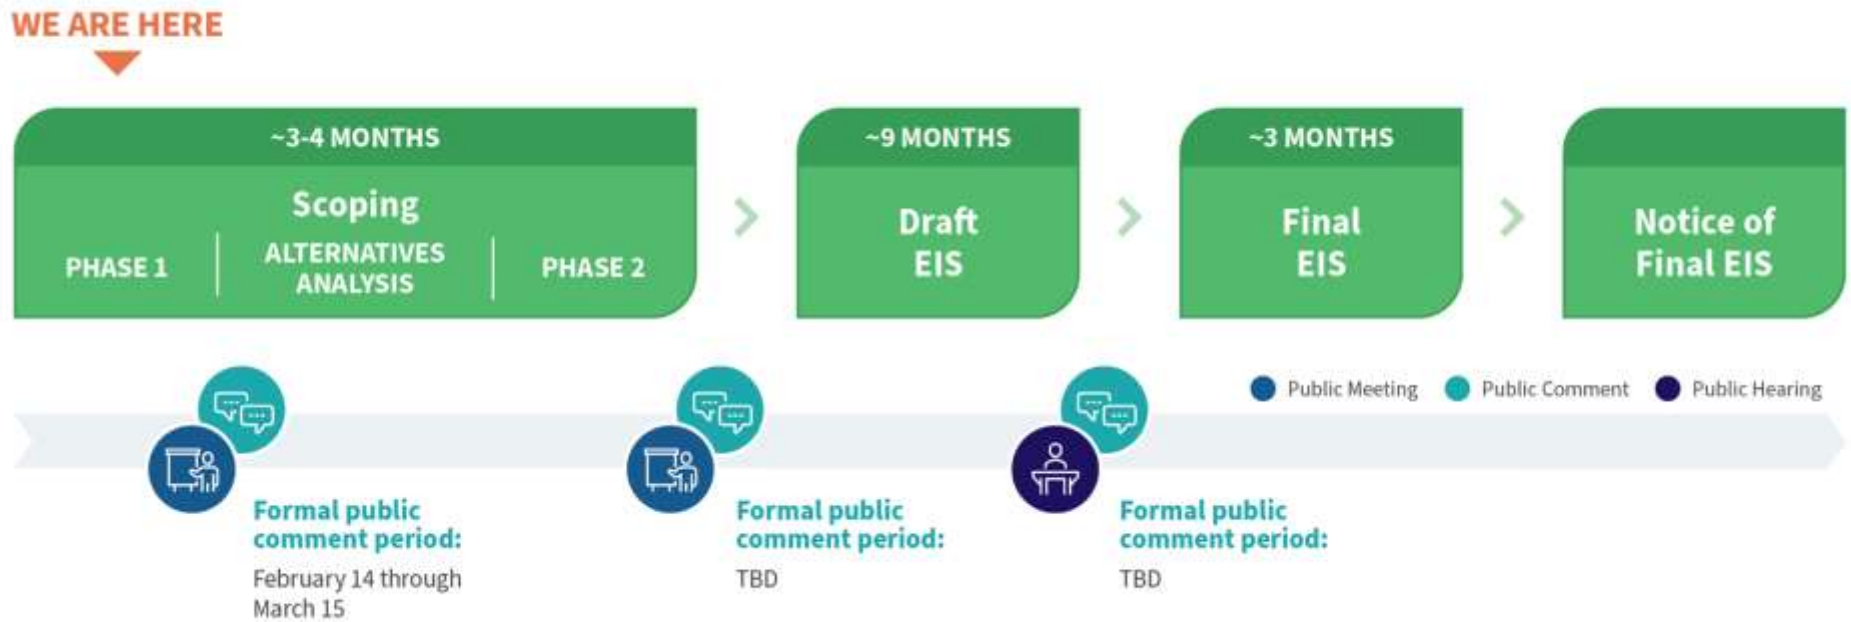 WE ARE HERE
~3-4 MONTHS
Scoping
PHASE 1
ALTERNATIVES
ANALYSIS
PHASE 2
~9 MONTHS
Draft
EIS
~3 MONTHS
Final
EIS
Notice of
Final EIS
Public Meeting
Public Comment
Public Hearing
Formal public
comment period:
February 14 through
March 15
Formal public
comment period:
TBD
Formal public
comment period:
TBD